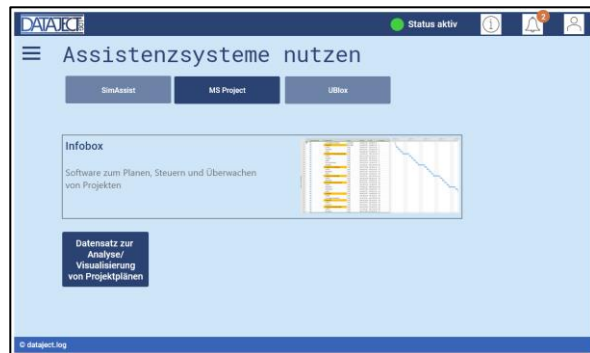 DATAJECT
Status aktiv
2
Assistenzsysteme nutzen
SimAssist
MS Project
UBlox
Infobox
Software zum Planen, Steuern und Überwachen
von Projekten
Datensatz zur
Analyse/
Visualisierung
von Projektplänen
© dataject.log